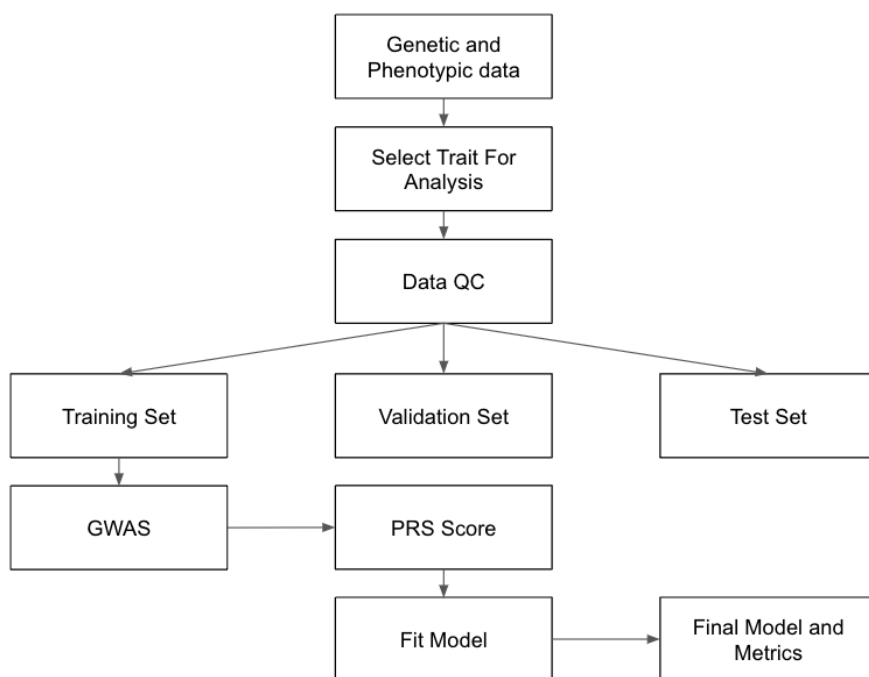 Genetic and
Phenotypic data
Select Trait For
Analysis
Data QC
Training Set
Validation Set
Test Set
GWAS
PRS Score
Fit Model
Final Model and
Metrics